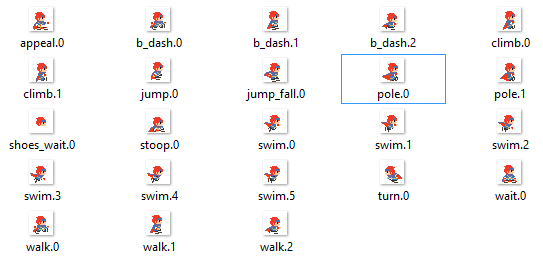 appeal.0 b_dash.0 b_dash.1 b_dash.2 climb.0
climb.1 jump.0 jump_fall.0 pole.0 pole.1
shoes_wait.0 stoop.0 swim.0 swim.1 swim.2
swim.3 swim.4 swim.5 turn.0 wait.0
walk.0 walk.1 walk.2